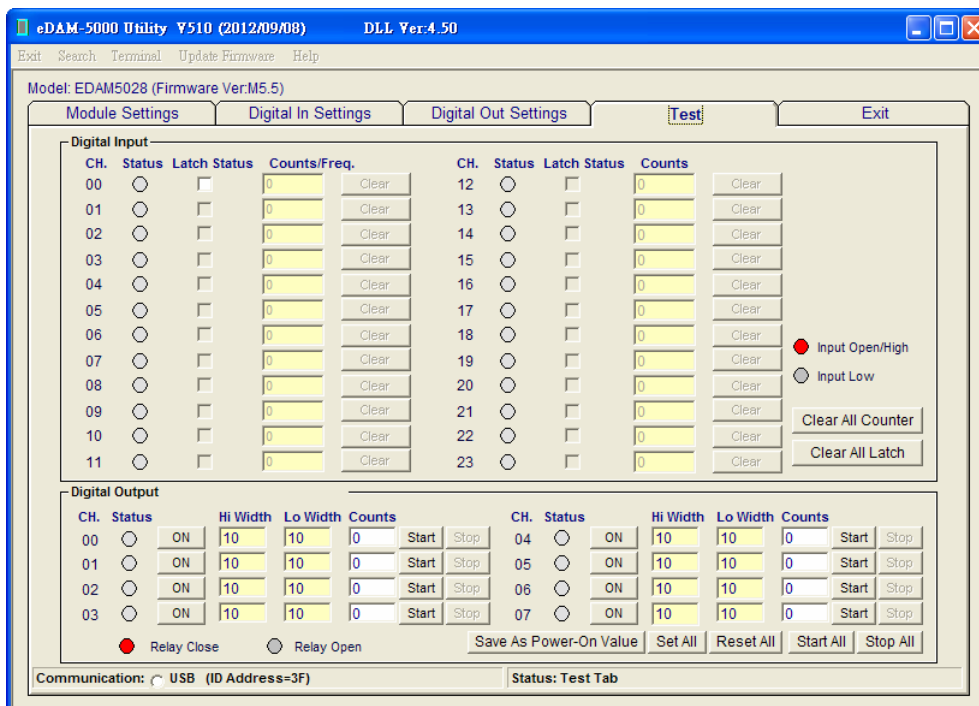 eDAM-5000 Utility V510 (2012/09/08) DLL Ver:4.50
Exit Search Terminal Update Firmware Help
Model: EDAM5028 (Firmware Ver:M5.5)
Module Settings Digital In Settings Digital Out Settings Test Exit
Digital Input
CH. Status Latch Status Counts/Freq. CH. Status Latch Status Counts
00 0 Clear 12 0 Clear
01 0 Clear 13 0 Clear
02 0 Clear 14 0 Clear
03 0 Clear 15 0 Clear
04 0 Clear 16 0 Clear
05 0 Clear 17 0 Clear
06 0 Clear 18 0 Clear
Input Open/High
07 0 Clear 19 0 Clear
Input Low
08 0 Clear 20 0 Clear
09 0 Clear 21 0 Clear
Clear All Counter
10 0 Clear 22 0 Clear
Clear All Latch
11 0 Clear 23 0 Clear
Digital Output
CH. Status Hi Width Lo Width Counts CH. Status Hi Width Lo Width Counts
00 ON 10 10 0 Start Stop 04 ON 10 10 0 Start Stop
01 ON 10 10 0 Start Stop 05 ON 10 10 0 Start Stop
02 ON 10 10 0 Start Stop 06 ON 10 10 0 Start Stop
03 ON 10 10 0 Start Stop 07 ON 10 10 0 Start Stop
Relay Close Relay Open Save As Power-On Value Set All Reset All Start All Stop All
Communication: USB (ID Address=3F) Status: Test Tab